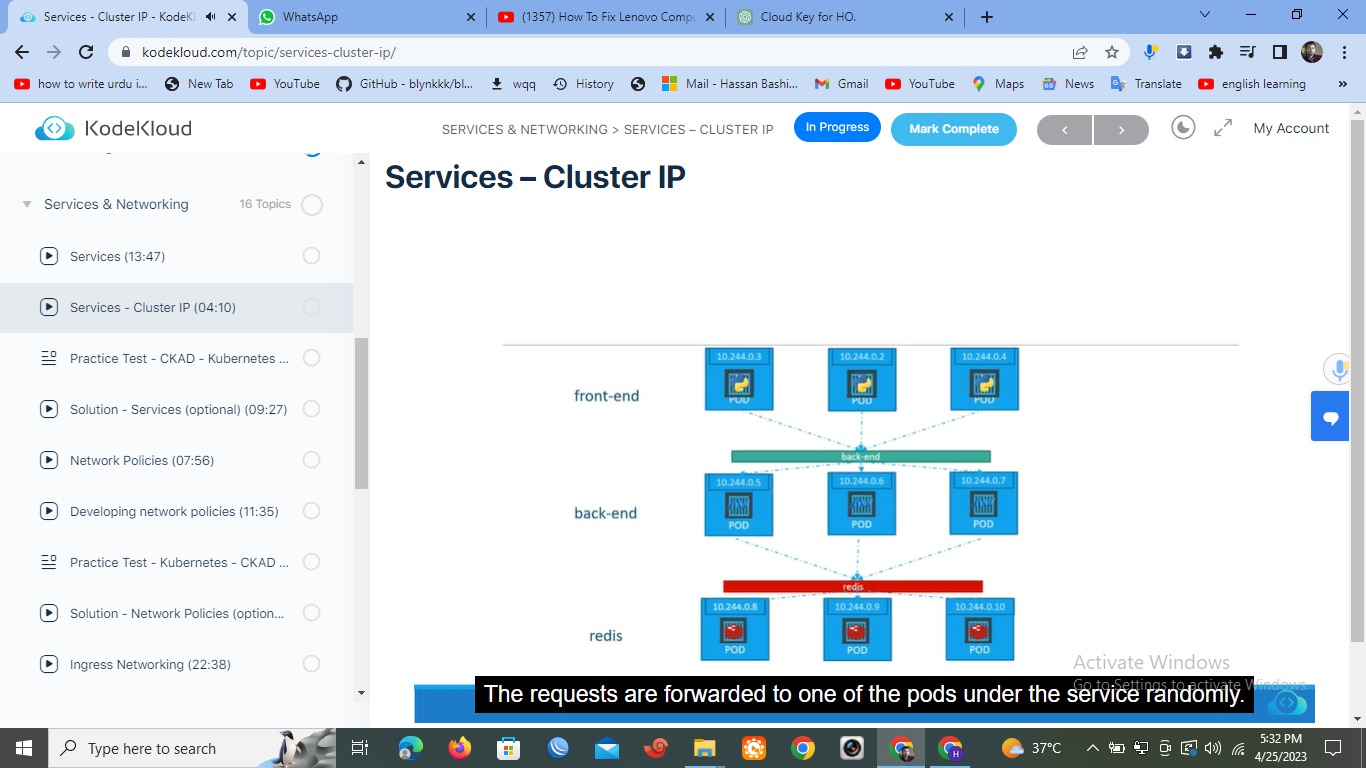 Services - Cluster IP - KodeKl
WhatsApp
(1357) How To Fix Lenovo Compu
Cloud Key for HO.
kodekloud.com/topic/services-cluster-ip/
how to write urdu i...
New Tab
YouTube
GitHub - blynkkk/bl...
wqq
History
Mail - Hassan Bashi...
Gmail
YouTube
Maps
News
Translate
english learning
KodeKloud
SERVICES & NETWORKING > SERVICES – CLUSTER IP
In Progress
Mark Complete
My Account
Services & Networking
16 Topics
Services (13:47)
Services - Cluster IP (04:10)
Practice Test - CKAD - Kubernetes ...
Solution - Services (optional) (09:27)
Network Policies (07:56)
Developing network policies (11:35)
Practice Test - Kubernetes - CKAD ...
Solution - Network Policies (option...
Ingress Networking (22:38)
Services – Cluster IP
10.244.0.3
10.244.0.2
10.244.0.4
front-end
POD
POD
POD
back-end
10.244.0.5
10.244.0.6
10.244.0.7
back-end
POD
POD
POD
redis
10.244.0.8
10.244.0.9
10.244.0.10
redis
POD
POD
POD
Activate Windows
Go to Settings to activate Windows.
The requests are forwarded to one of the pods under the service randomly.
Type here to search
37°C
5:32 PM
4/25/2023